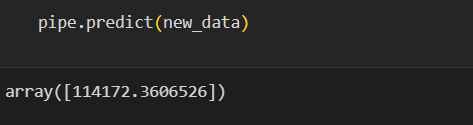 pipe.predict(new_data)
array([114172.3606526])